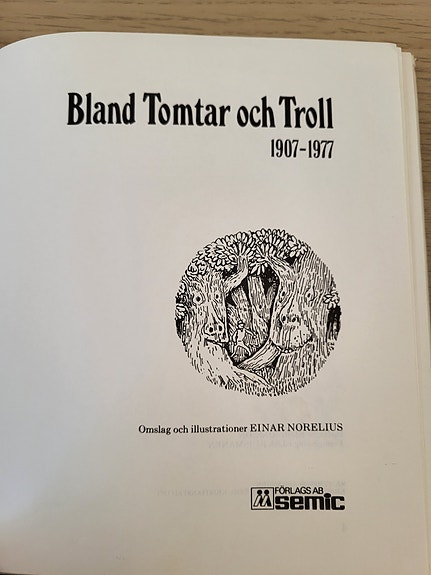 Bland Tomtar och Troll
1907-1977
Omslag och illustrationer EINAR NORELIUS
FÖRLAGS AB
semic